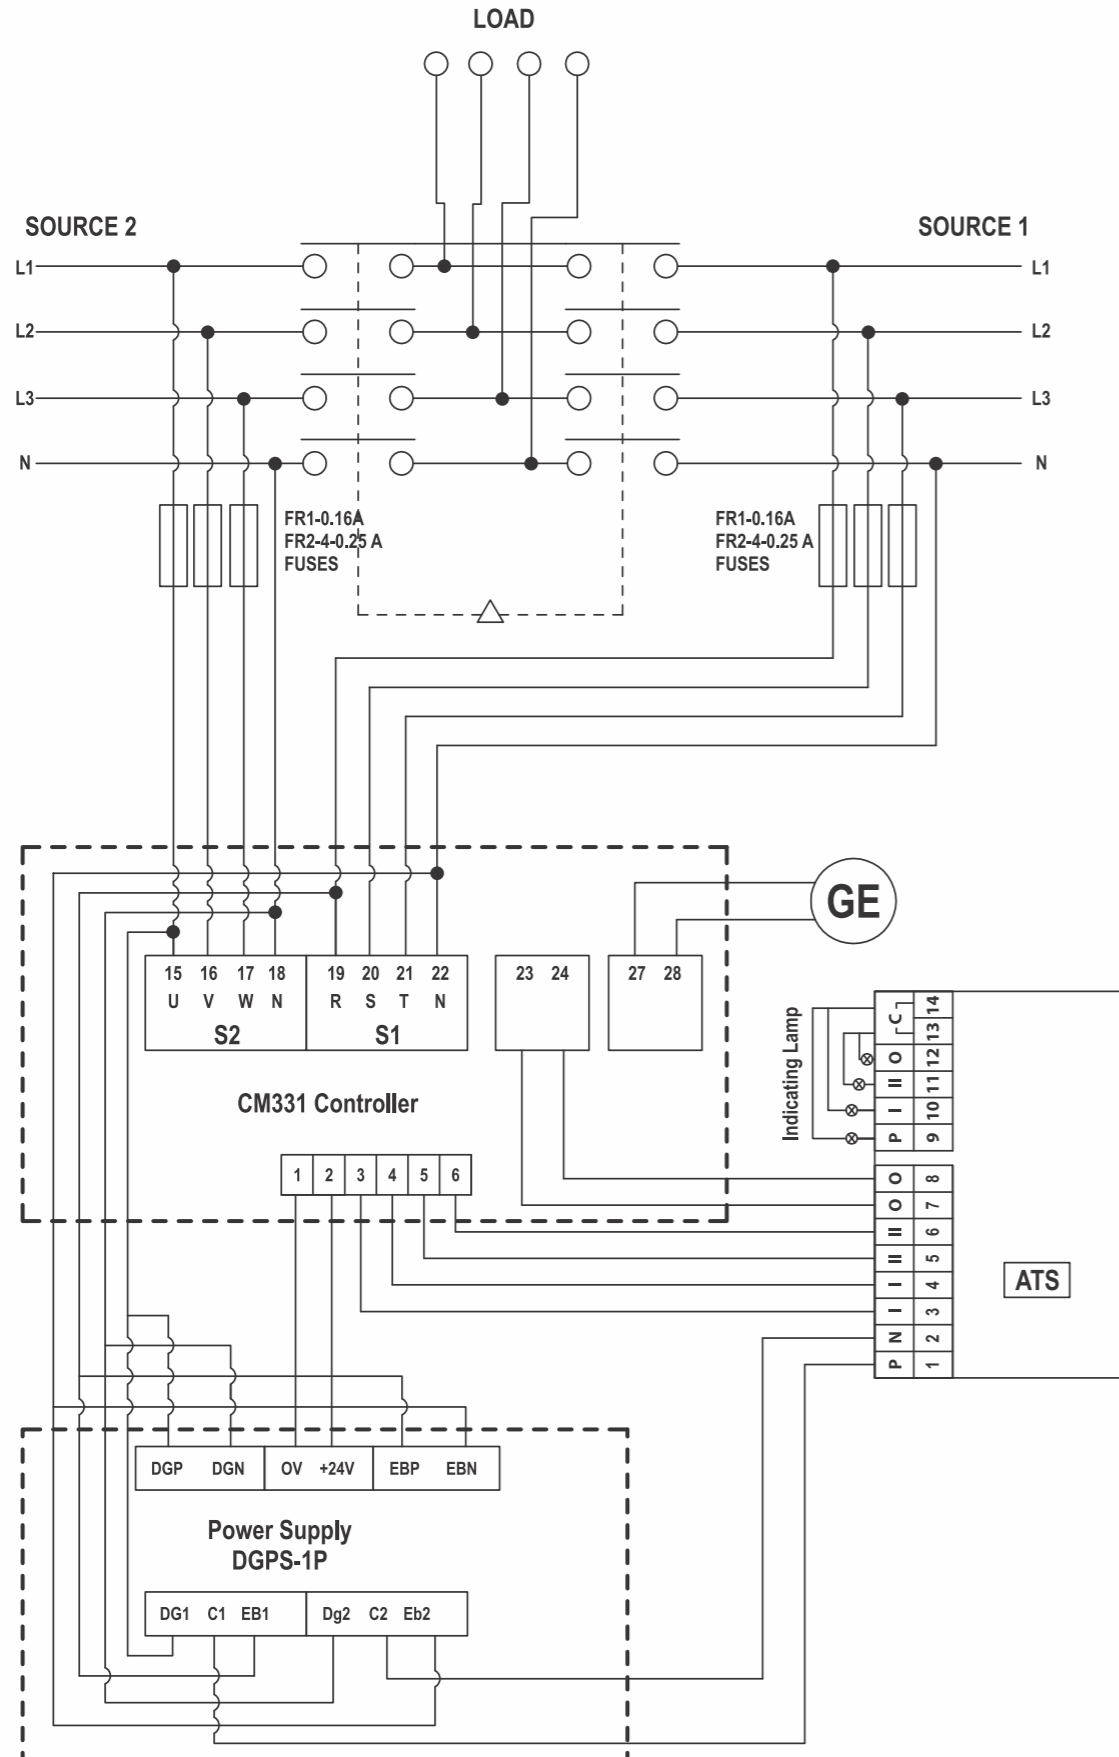 LOAD
SOURCE 2
SOURCE 1
L1
L1
L2
L2
L3
L3
N
N
FR1-0.16A
FR2-4-0.25 A
FUSES
FR1-0.16A
FR2-4-0.25 A
FUSES
GE
15 16 17 18 19 20 21 22
U V W N R S T N
S2 S1
23 24
27 28
CM331 Controller
1 2 3 4 5 6
Indicating Lamp
C 14
13
O 12
II 11
I 10
P 9
O 8
O 7
II 6
II 5
I 4
I 3
N 2
P 1
ATS
DGP DGN OV +24V EBP EBN
Power Supply
DGPS-1P
DG1 C1 EB1 Dg2 C2 Eb2